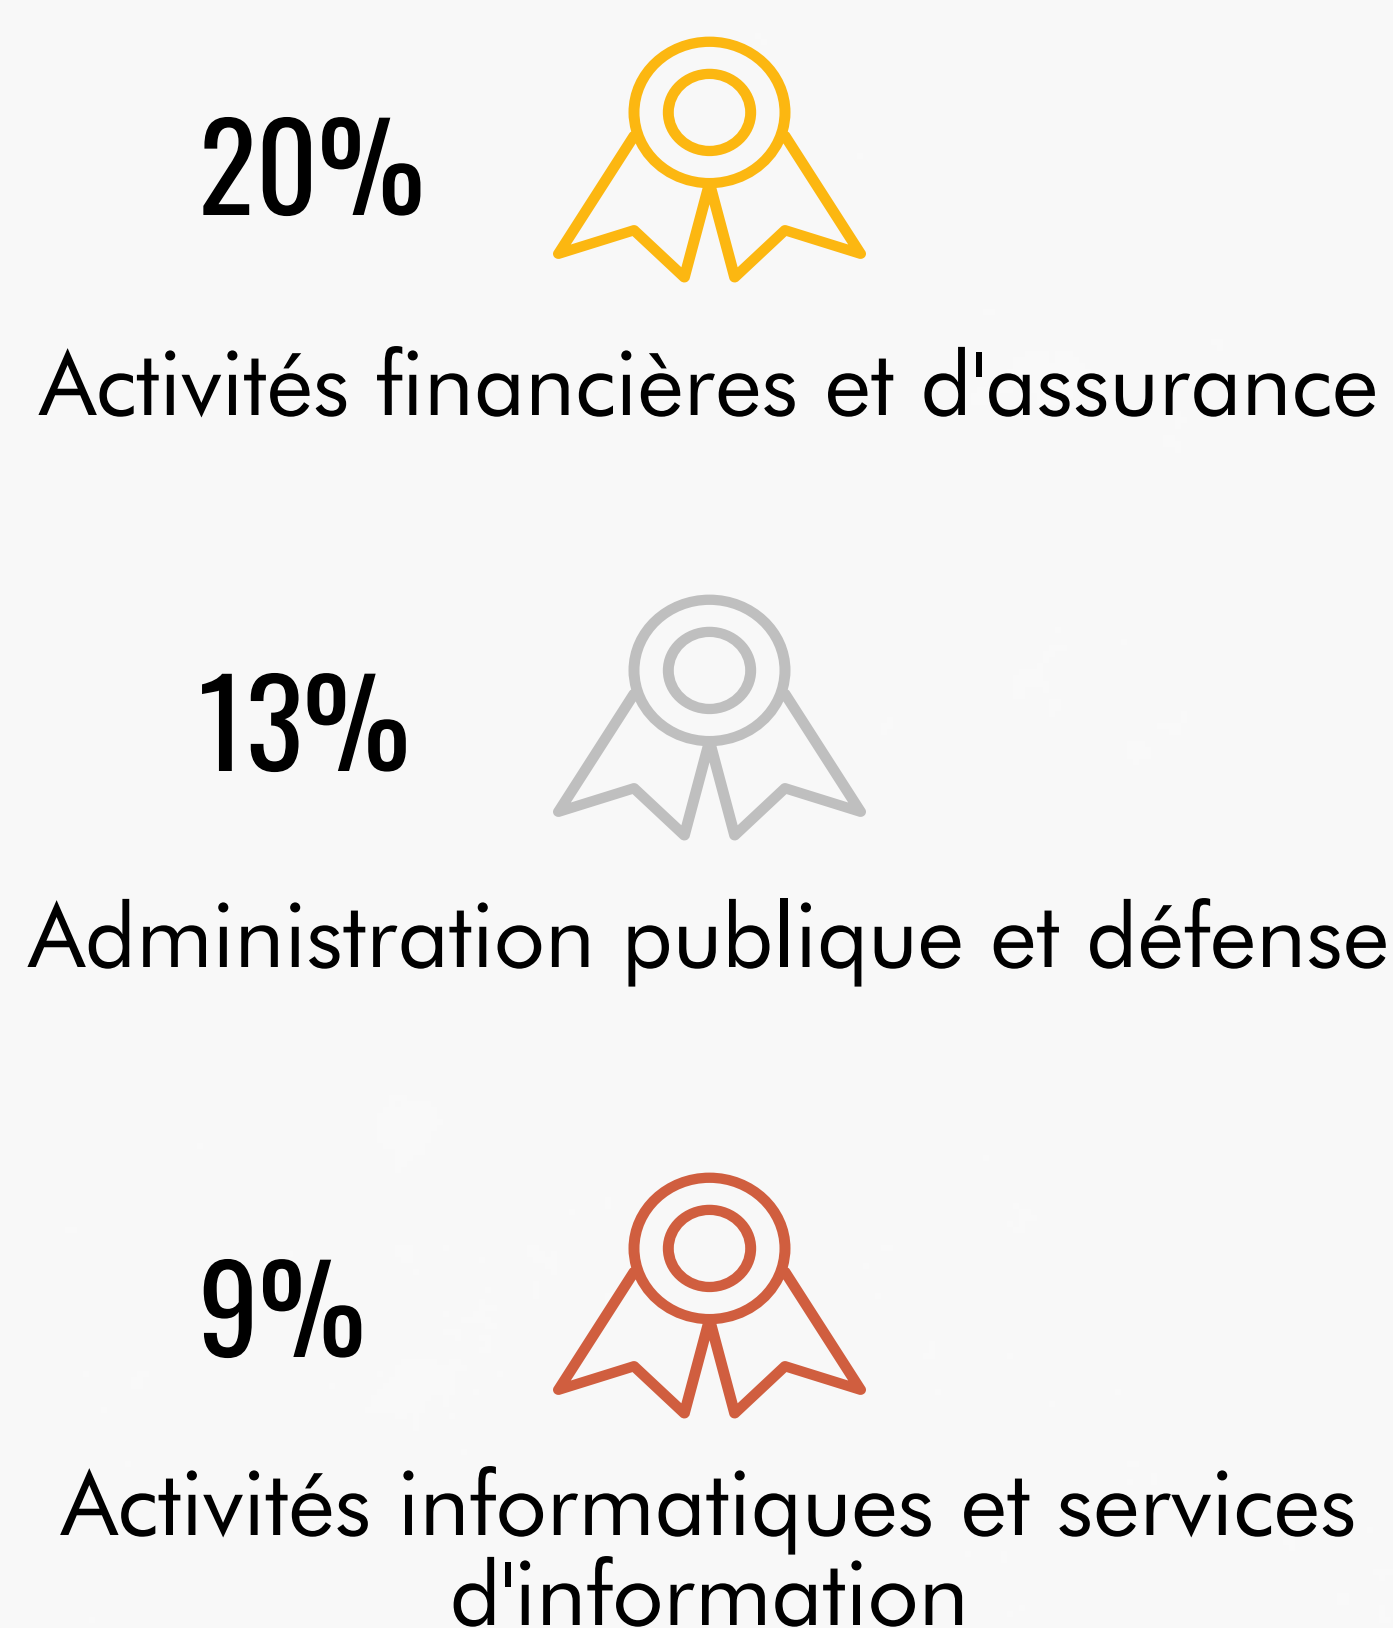 20%
Activités financières et d'assurance
13%
Administration publique et défense
9%
Activités informatiques et services
d'information